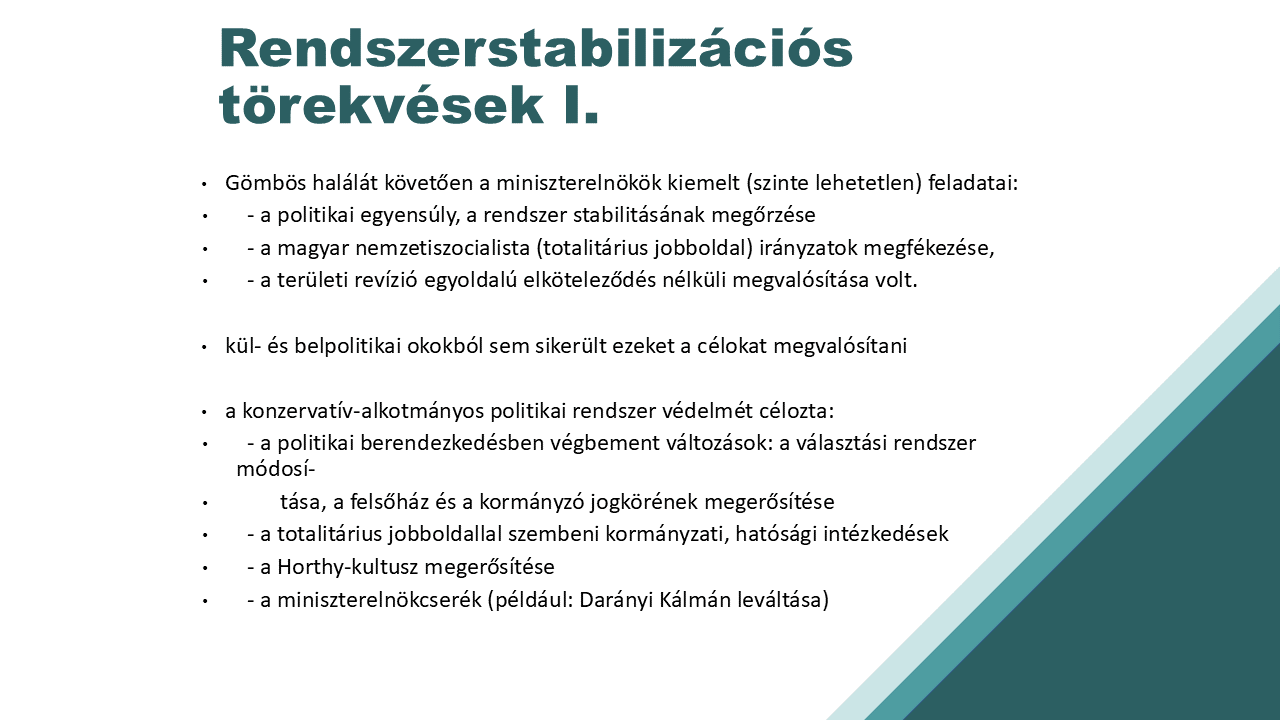 Rendszerstabilizációs
törekvések I.
• Gömbös halálát követően a miniszterelnökök kiemelt (szinte lehetetlen) feladatai:
• - a politikai egyensúly, a rendszer stabilitásának megőrzése
• - a magyar nemzetiszocialista (totalitárius jobboldal) irányzatok megfékezése,
• - a területi revízió egyoldalú elköteleződés nélküli megvalósítása volt.
• kül- és belpolitikai okokból sem sikerült ezeket a célokat megvalósítani
• a konzervatív-alkotmányos politikai rendszer védelmét célozta:
• - a politikai berendezkedésben végbement változások: a választási rendszer
módosí-
• tása, a felsőház és a kormányzó jogkörének megerősítése
• - a totalitárius jobboldallal szembeni kormányzati, hatósági intézkedések
• - a Horthy-kultusz megerősítése
• - a miniszterelnökcserék (például: Darányi Kálmán leváltása)